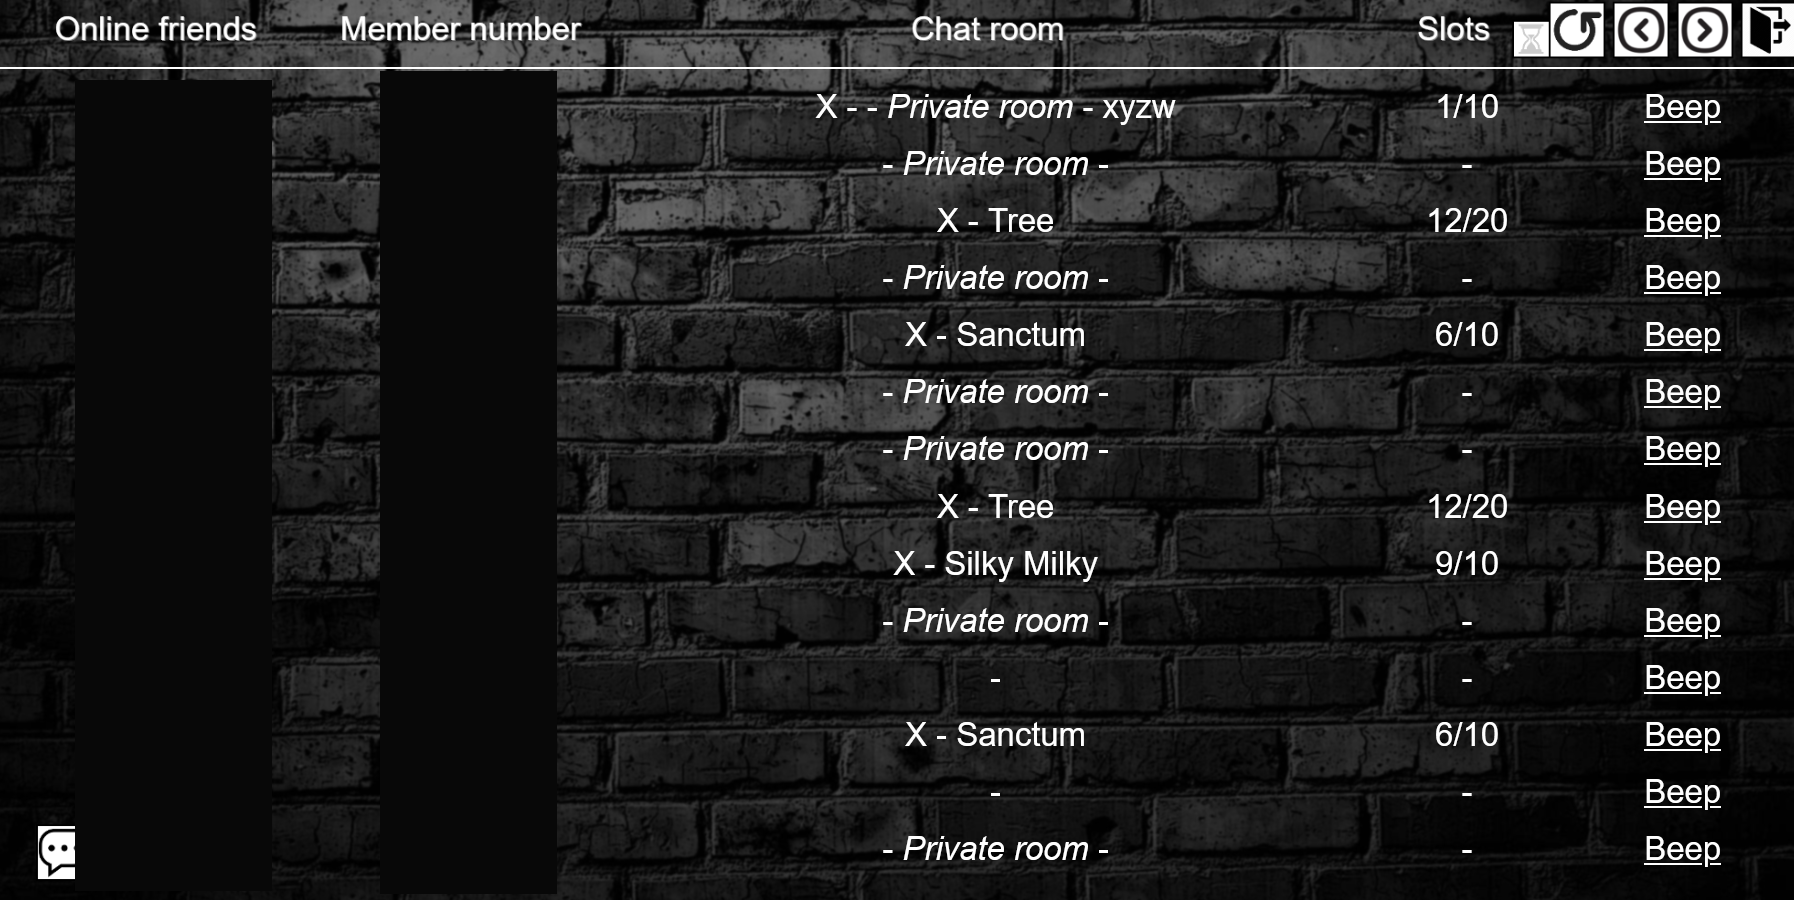 Online friends Member number Chat room Slots
X - - Private room - xyzw 1/10 Beep
- Private room - - Beep
X - Tree 12/20 Beep
- Private room - - Beep
X - Sanctum 6/10 Beep
- Private room - - Beep
- Private room - - Beep
X - Tree 12/20 Beep
X - Silky Milky 9/10 Beep
- Private room - - Beep
- - Beep
X - Sanctum 6/10 Beep
- - Beep
- Private room - - Beep